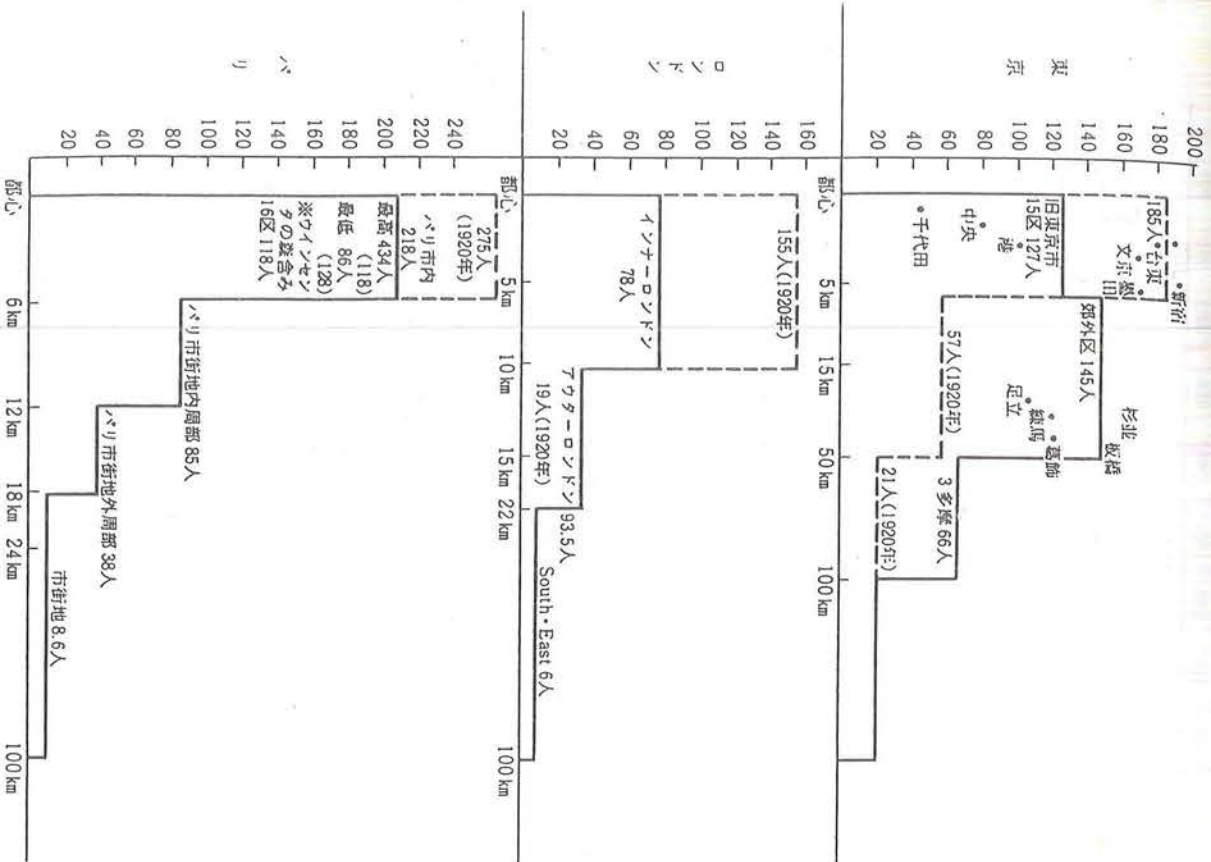 東京
200
180
160
140
120
100
80
60
40
20
都心
5km
15km
50km
100km
185人
台東
文京
墨田
新宿
旧東京市
15区 127人
港
中央
千代田
郊外区 145人
杉並
板橋
葛飾
練馬
足立
57人(1920年)
3多摩 66人
21人(1920年)
ロンドン
160
140
120
100
80
60
40
20
都心
5km
10km
15km
22km
100km
155人(1920年)
インナーロンドン
78人
アウターロンドン 93.5人
19人(1920年)
South・East 6人
パリ
240
220
200
180
160
140
120
100
80
60
40
20
都心
6km
12km
18km
24km
100km
275人
(1920年)
パリ市内
218人
最高 434人
(118)
最低 86人
(128)
※ウインセン
タの森含み
16区 118人
パリ市街地内周部 85人
パリ市街地外周部 38人
市街地 8.6人